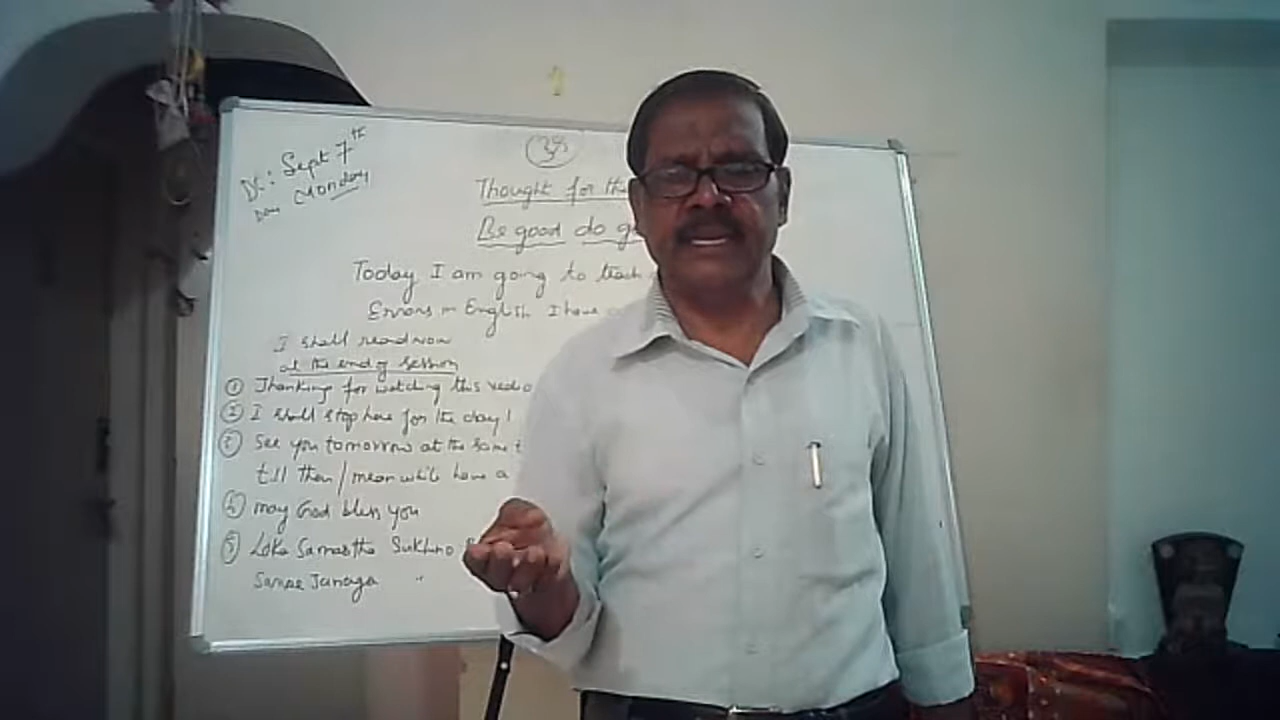 Dt: Sept 7th
Day Monday
ॐ
Thought for the
Be good do go
Today I am going to teach
Errors in English I have
I shall read now
at the end of session
① Thanking for watching this vedio
② I shall stop here for the day!
③ See you tomorrow at the same t
till then/mean while have a
④ may God bless you
⑤ Loka Samastha Sukhino
Janaga "